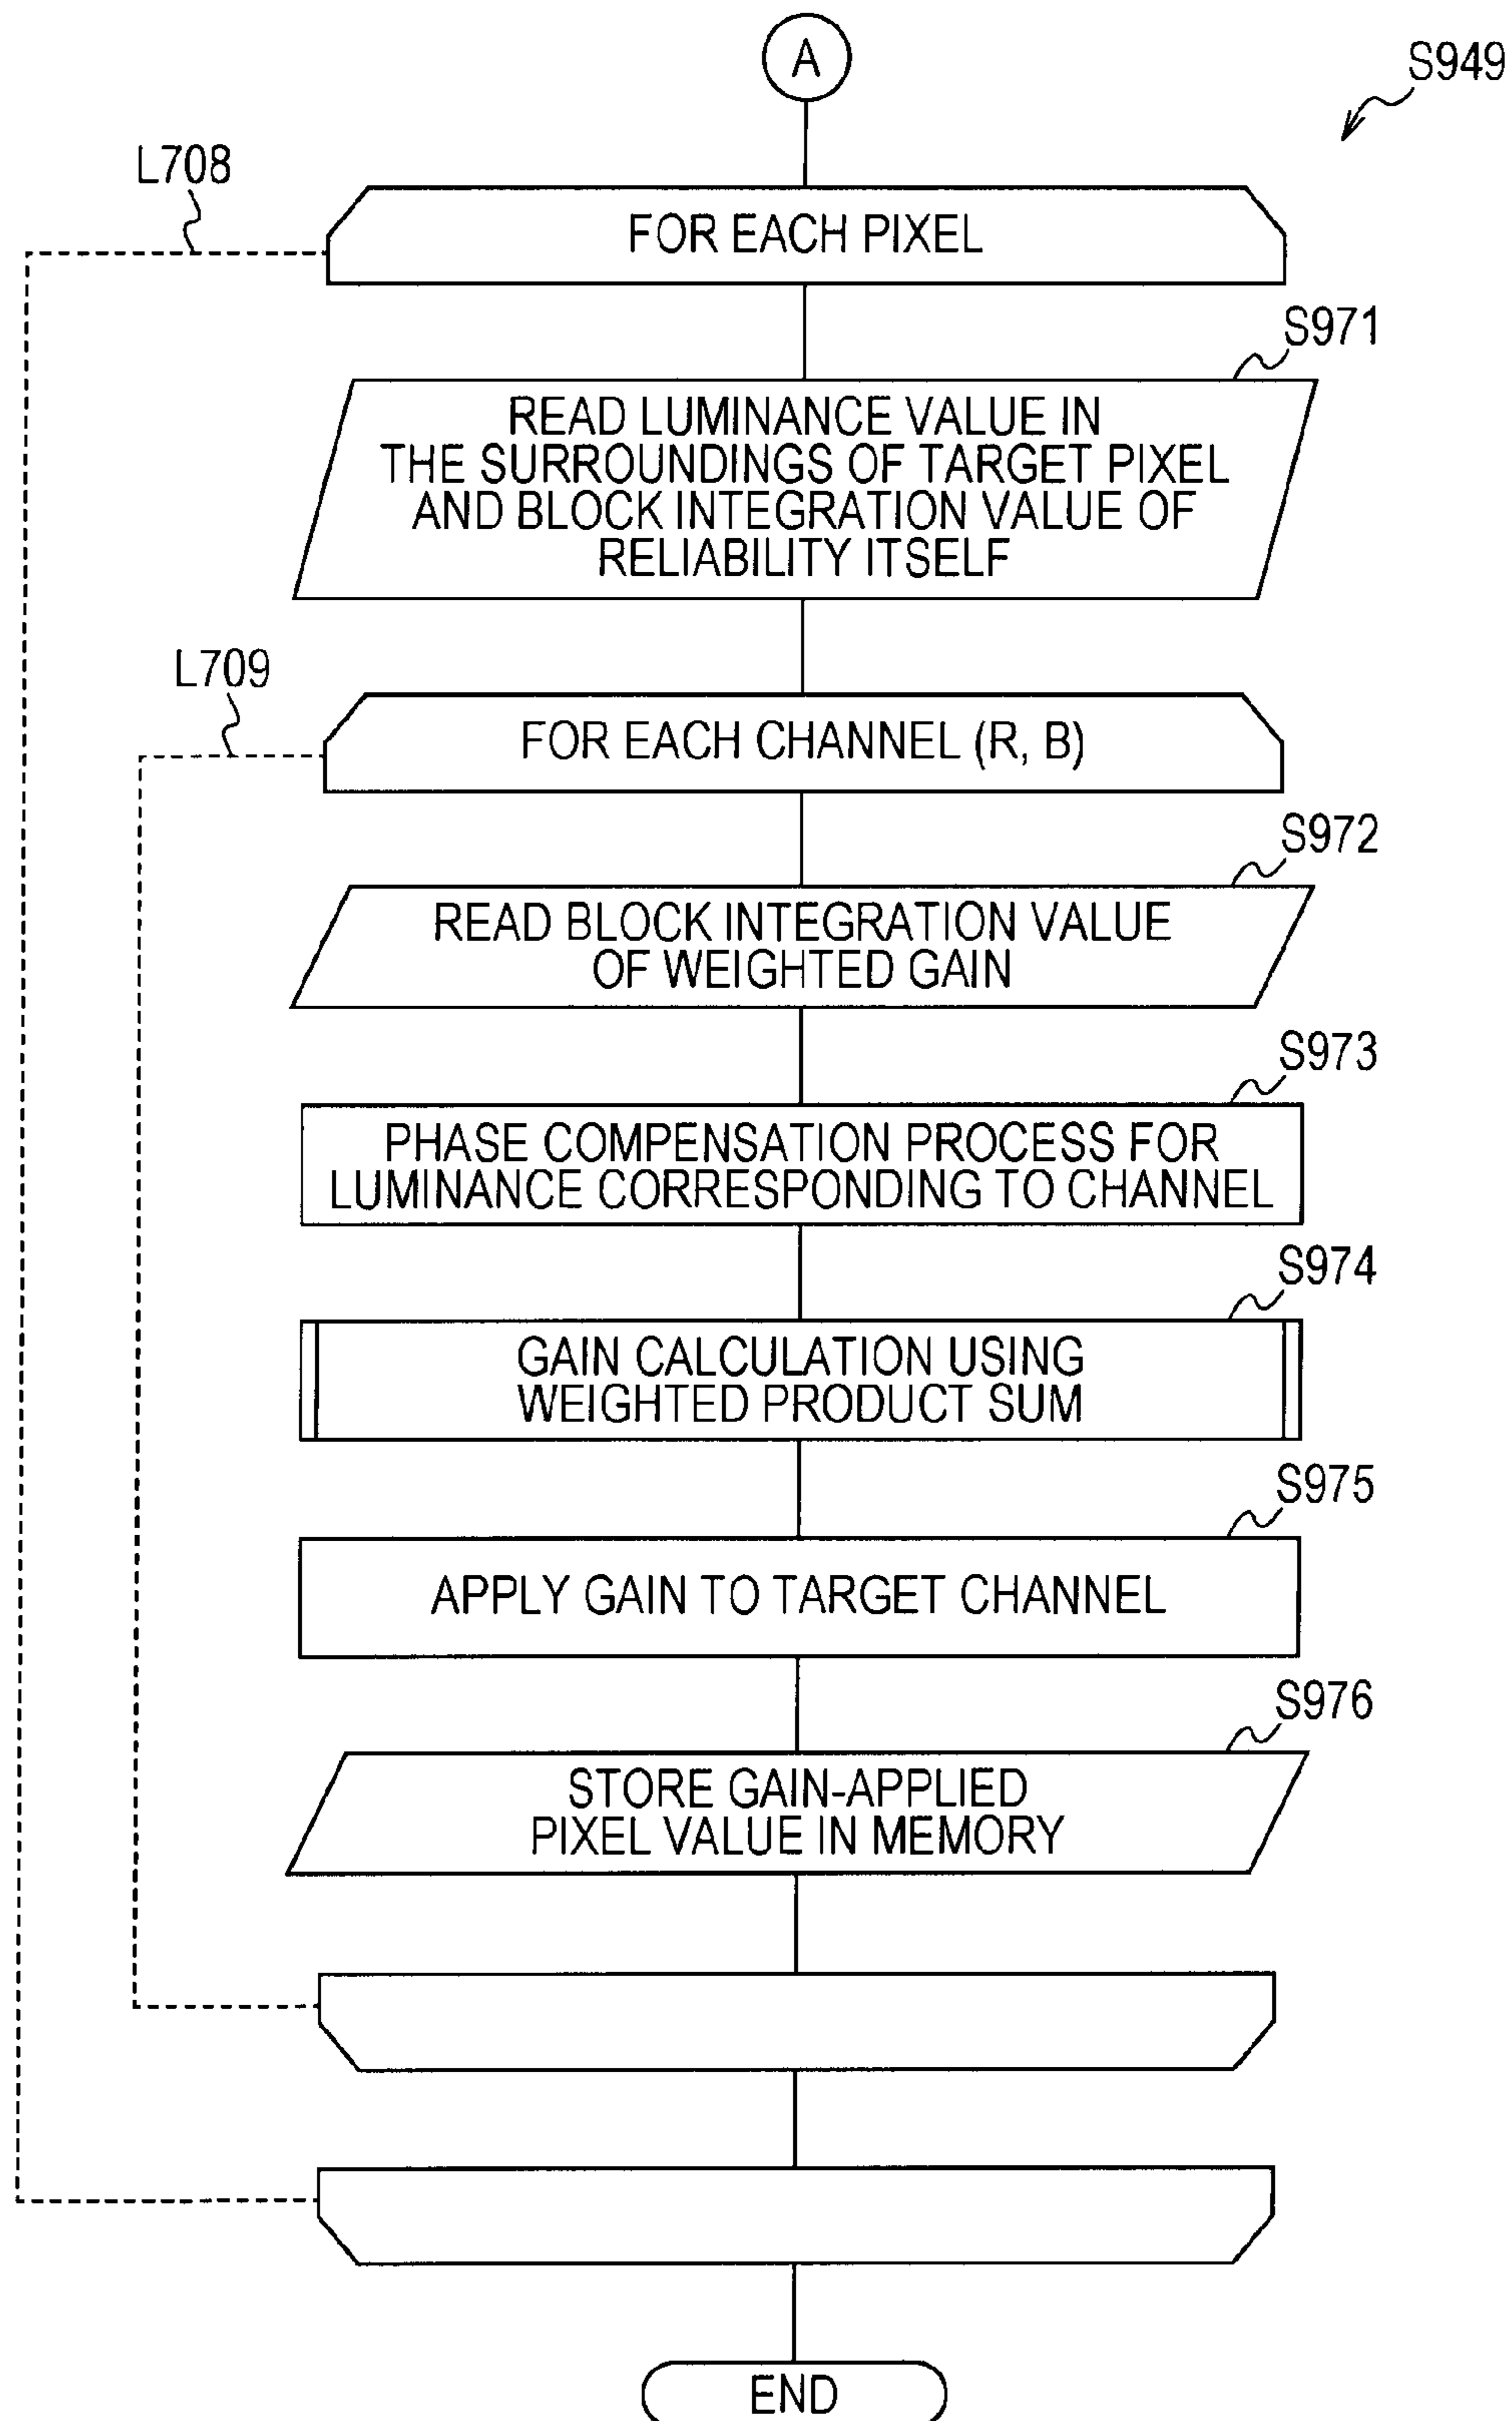 A
S949
L708
FOR EACH PIXEL
S971
READ LUMINANCE VALUE IN
THE SURROUNDINGS OF TARGET PIXEL
AND BLOCK INTEGRATION VALUE OF
RELIABILITY ITSELF
L709
FOR EACH CHANNEL (R, B)
S972
READ BLOCK INTEGRATION VALUE
OF WEIGHTED GAIN
S973
PHASE COMPENSATION PROCESS FOR
LUMINANCE CORRESPONDING TO CHANNEL
S974
GAIN CALCULATION USING
WEIGHTED PRODUCT SUM
S975
APPLY GAIN TO TARGET CHANNEL
S976
STORE GAIN-APPLIED
PIXEL VALUE IN MEMORY
END